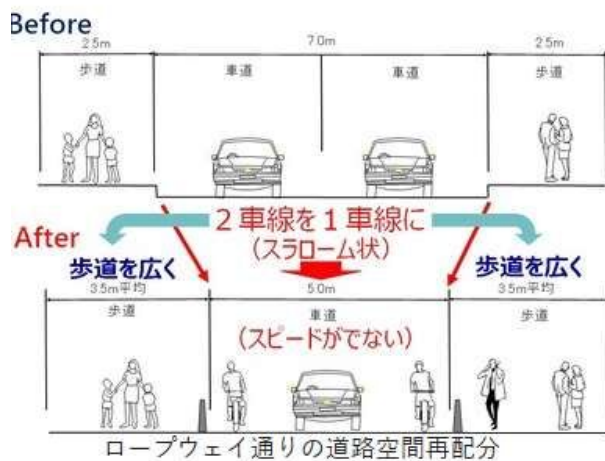 Before
2.5m 7.0m 2.5m
歩道 車道 車道 歩道
2車線を1車線に
(スラローム状)
After
歩道を広く 歩道を広く
3.5m平均 5.0m 3.5m平均
歩道 車道 歩道
(スピードがでない)
ロープウェイ通りの道路空間再配分